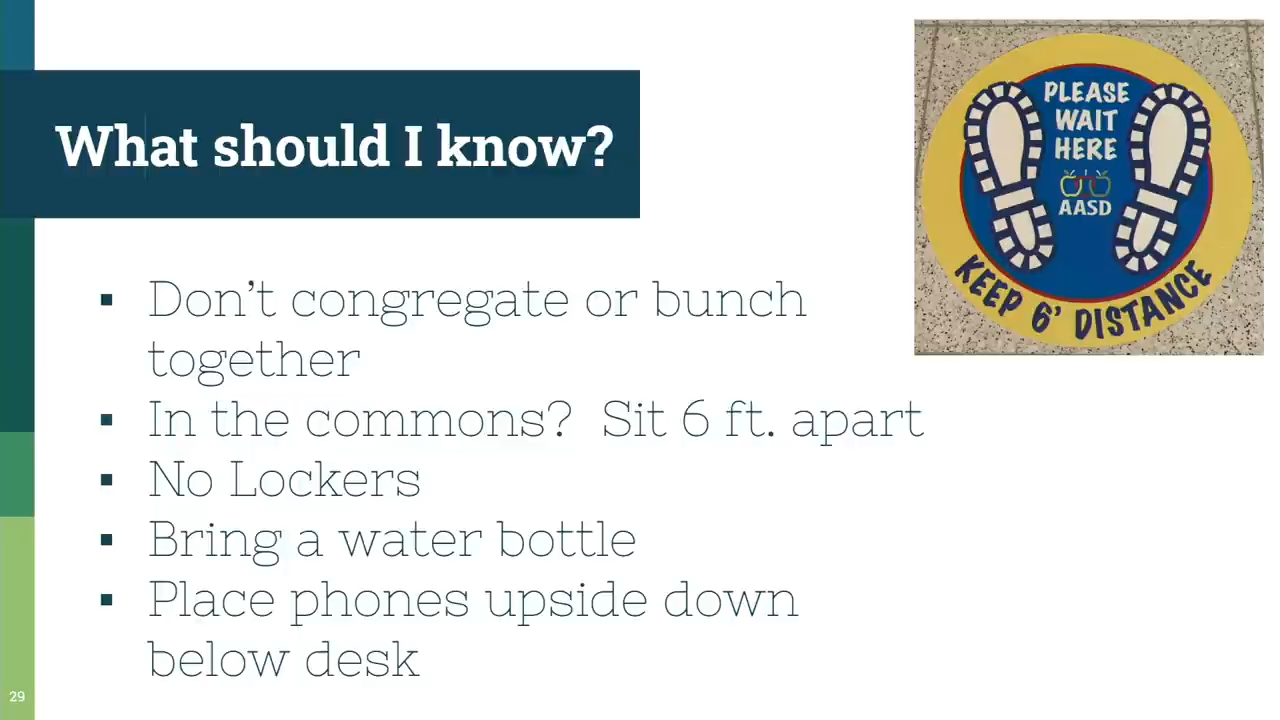 What should I know?
PLEASE
WAIT
HERE
AASD
KEEP 6' DISTANCE
▪ Don't congregate or bunch
together
▪ In the commons?  Sit 6 ft. apart
▪ No Lockers
▪ Bring a water bottle
▪ Place phones upside down
below desk
29